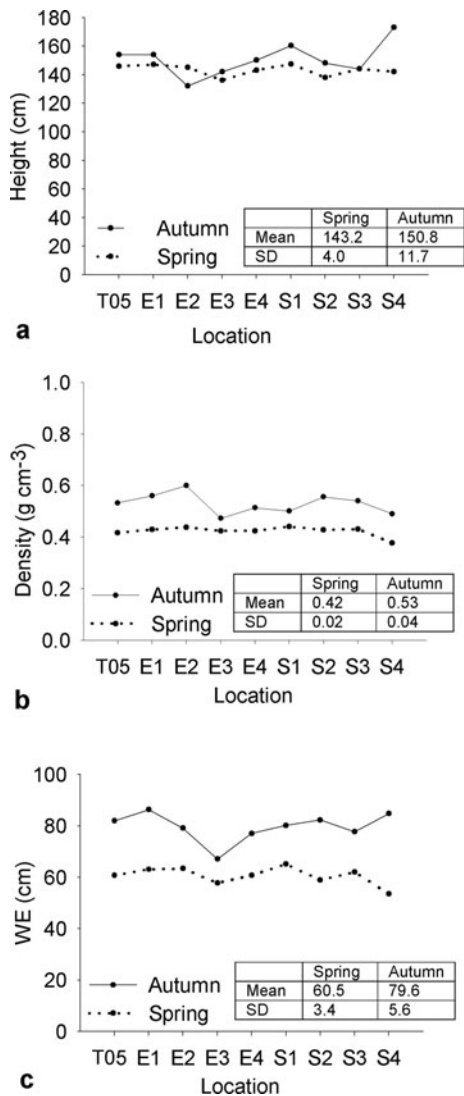 180
160
140
120
100
80
60
40
20
0
Height (cm)
Autumn
Spring
Spring Autumn
Mean 143.2 150.8
SD 4.0 11.7
T05 E1 E2 E3 E4 S1 S2 S3 S4
Location
a
1.0
0.8
0.6
0.4
0.2
0.0
Density (g cm-3)
Autumn
Spring
Spring Autumn
Mean 0.42 0.53
SD 0.02 0.04
T05 E1 E2 E3 E4 S1 S2 S3 S4
Location
b
100
80
60
40
20
0
WE (cm)
Autumn
Spring
Spring Autumn
Mean 60.5 79.6
SD 3.4 5.6
T05 E1 E2 E3 E4 S1 S2 S3 S4
Location
c